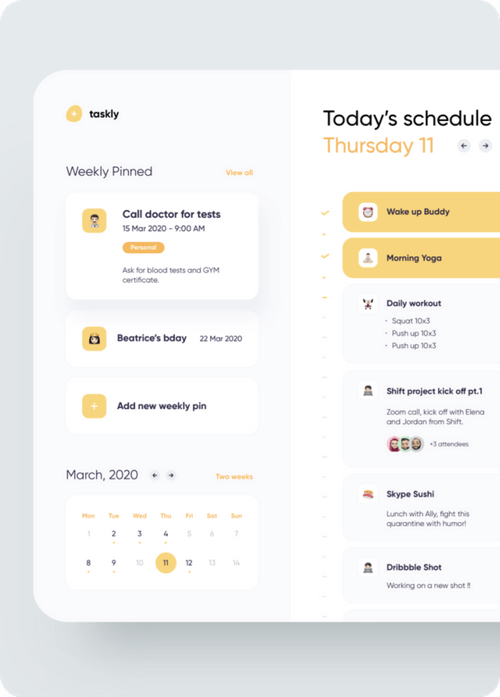 taskly
Weekly Pinned
View all
Call doctor for tests
15 Mar 2020 - 9:00 AM
Personal
Ask for blood tests and GYM
certificate.
Beatrice's bday 22 Mar 2020
+
Add new weekly pin
March, 2020 ← →
Two weeks
Mon Tue Wed Thu Fri Sat Sun
1 2 3 4 5 6 7
8 9 10 11 12 13 14
Today's schedule
Thursday 11 ← →
Wake up Buddy
Morning Yoga
Daily workout
· Squat 10x3
· Push up 10x3
· Push up 10x3
Shift project kick off pt.1
Zoom call, kick off with Elena
and Jordan from Shift.
+3 attendees
Skype Sushi
Lunch with Ally, fight this
quarantine with humor!
Dribbble Shot
Working on a new shot !!